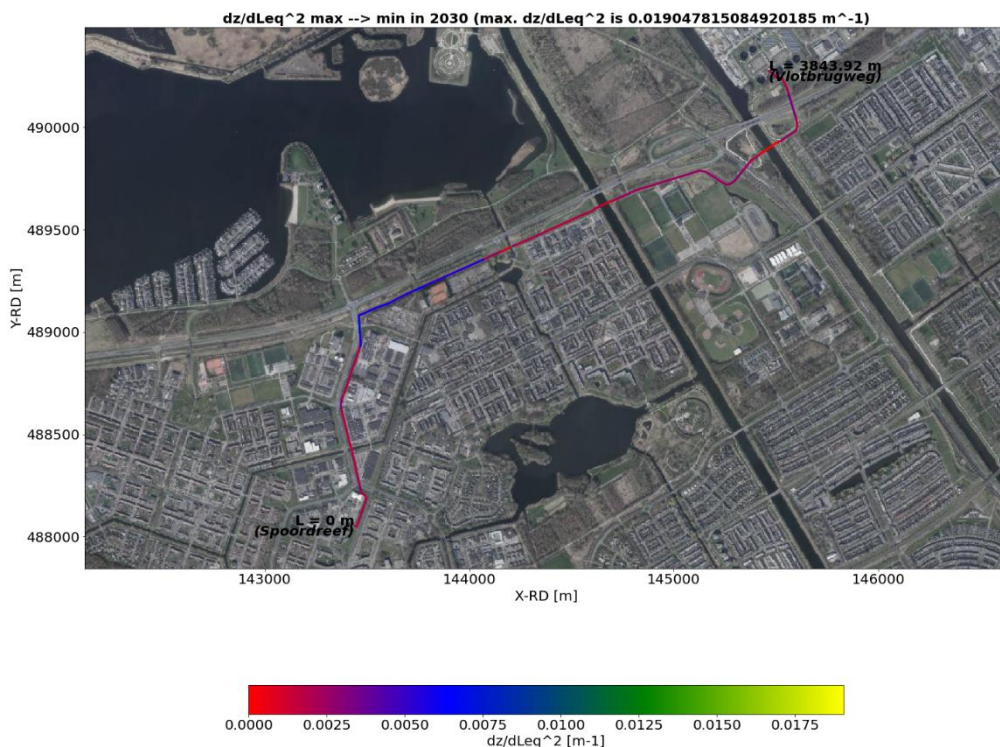 dz/dLeq^2 max --> min in 2030 (max. dz/dLeq^2 is 0.019047815084920185 m^-1)
L = 3843.92 m
(Vlotbrugweg)
490000
489500
Y-RD [m]
489000
488500
L = 0 m
(Spoordreef)
488000
143000 144000 145000 146000
X-RD [m]
0.0000 0.0025 0.0050 0.0075 0.0100 0.0125 0.0150 0.0175
dz/dLeq^2 [m-1]